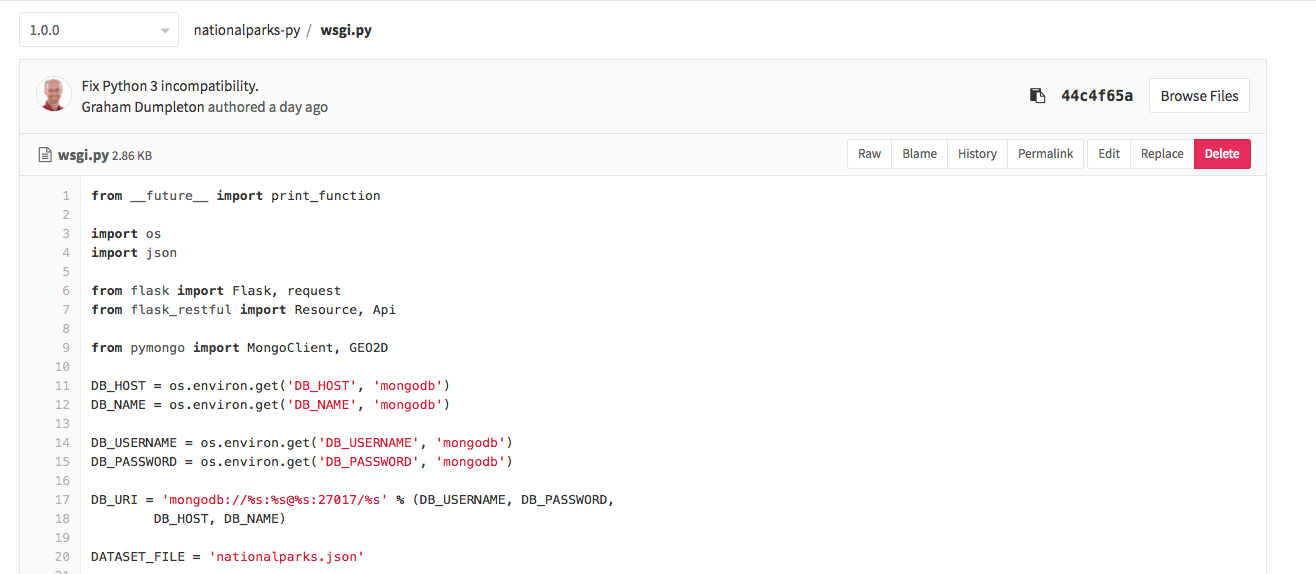 1.0.0 nationalparks-py / wsgi.py
Fix Python 3 incompatibility.
Graham Dumpleton authored a day ago
44c4f65a Browse Files
wsgi.py 2.86 KB Raw Blame History Permalink Edit Replace Delete
1 from __future__ import print_function
2
3 import os
4 import json
5
6 from flask import Flask, request
7 from flask_restful import Resource, Api
8
9 from pymongo import MongoClient, GEO2D
10
11 DB_HOST = os.environ.get('DB_HOST', 'mongodb')
12 DB_NAME = os.environ.get('DB_NAME', 'mongodb')
13
14 DB_USERNAME = os.environ.get('DB_USERNAME', 'mongodb')
15 DB_PASSWORD = os.environ.get('DB_PASSWORD', 'mongodb')
16
17 DB_URI = 'mongodb://%s:%s@%s:27017/%s' % (DB_USERNAME, DB_PASSWORD,
18         DB_HOST, DB_NAME)
19
20 DATASET_FILE = 'nationalparks.json'